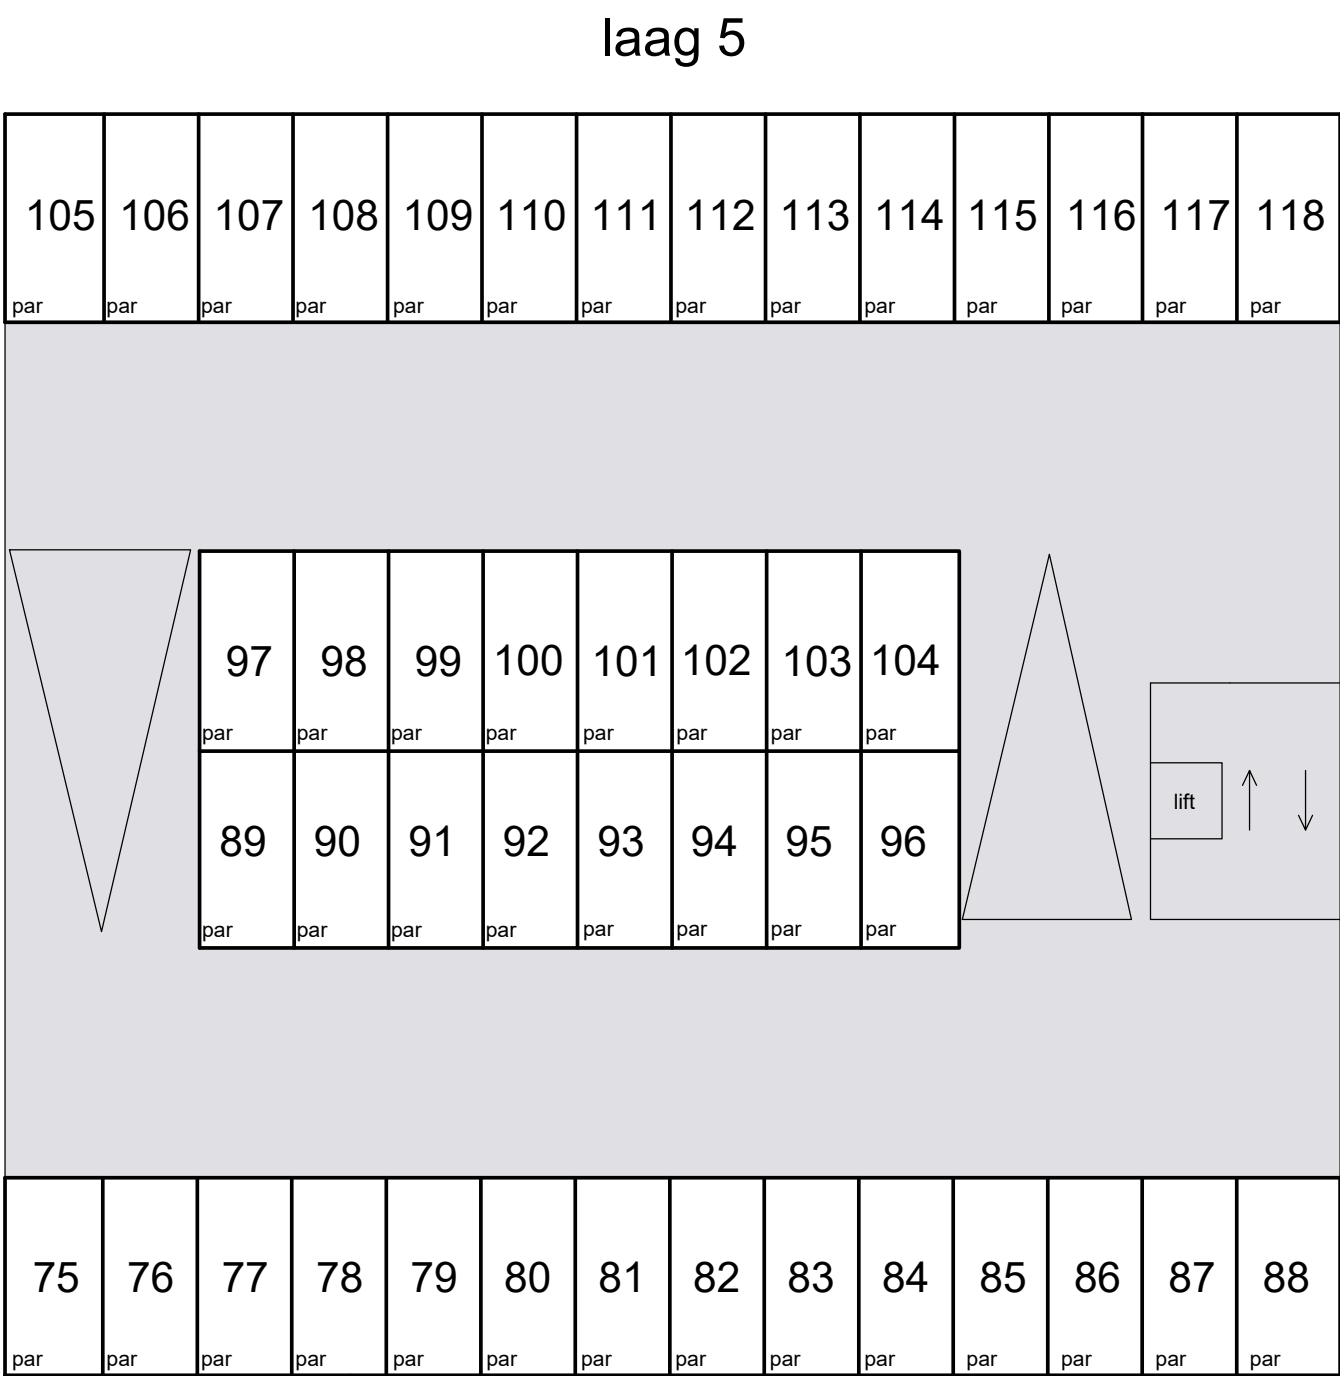 laag 5
105 106 107 108 109 110 111 112 113 114 115 116 117 118
par par par par par par par par par par par par par par
97 98 99 100 101 102 103 104
par par par par par par par par
lift
89 90 91 92 93 94 95 96
par par par par par par par par
75 76 77 78 79 80 81 82 83 84 85 86 87 88
par par par par par par par par par par par par par par